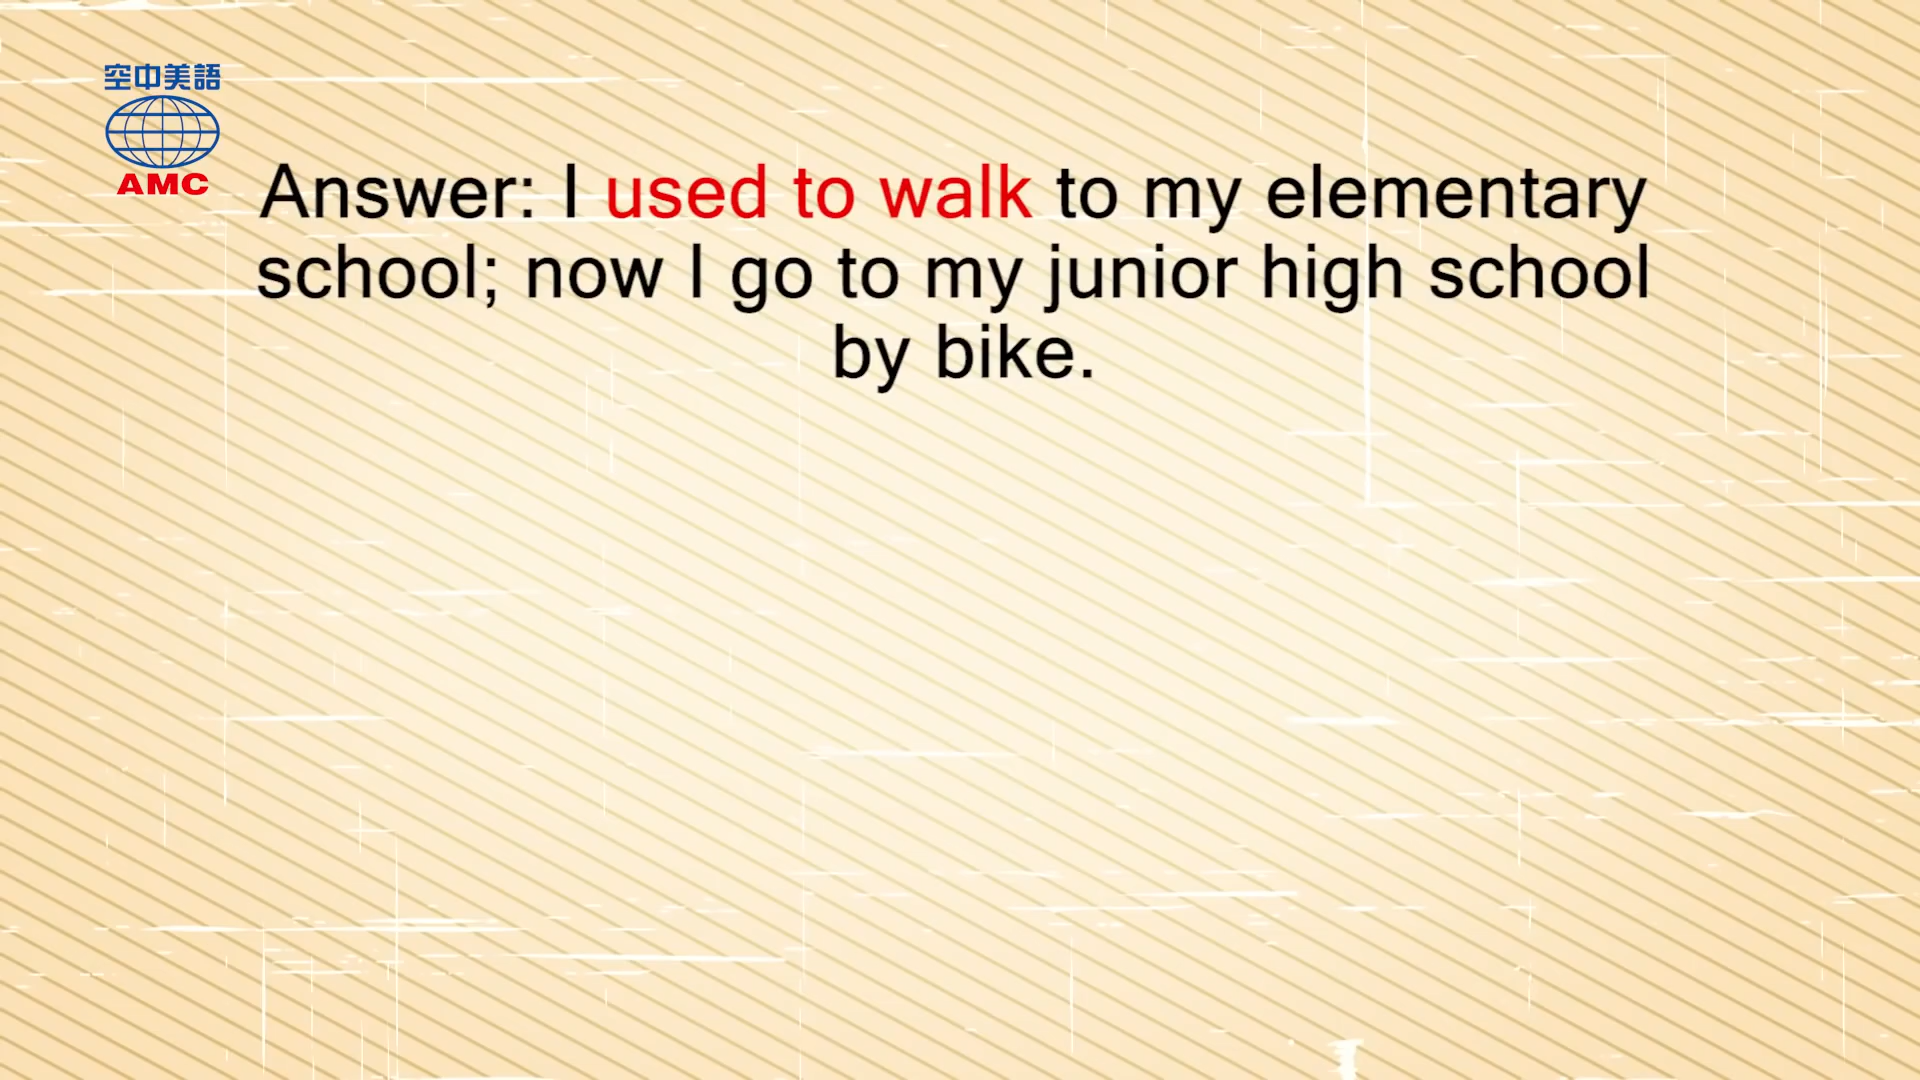 空中美語
AMC
Answer: I used to walk to my elementary
school; now I go to my junior high school
by bike.